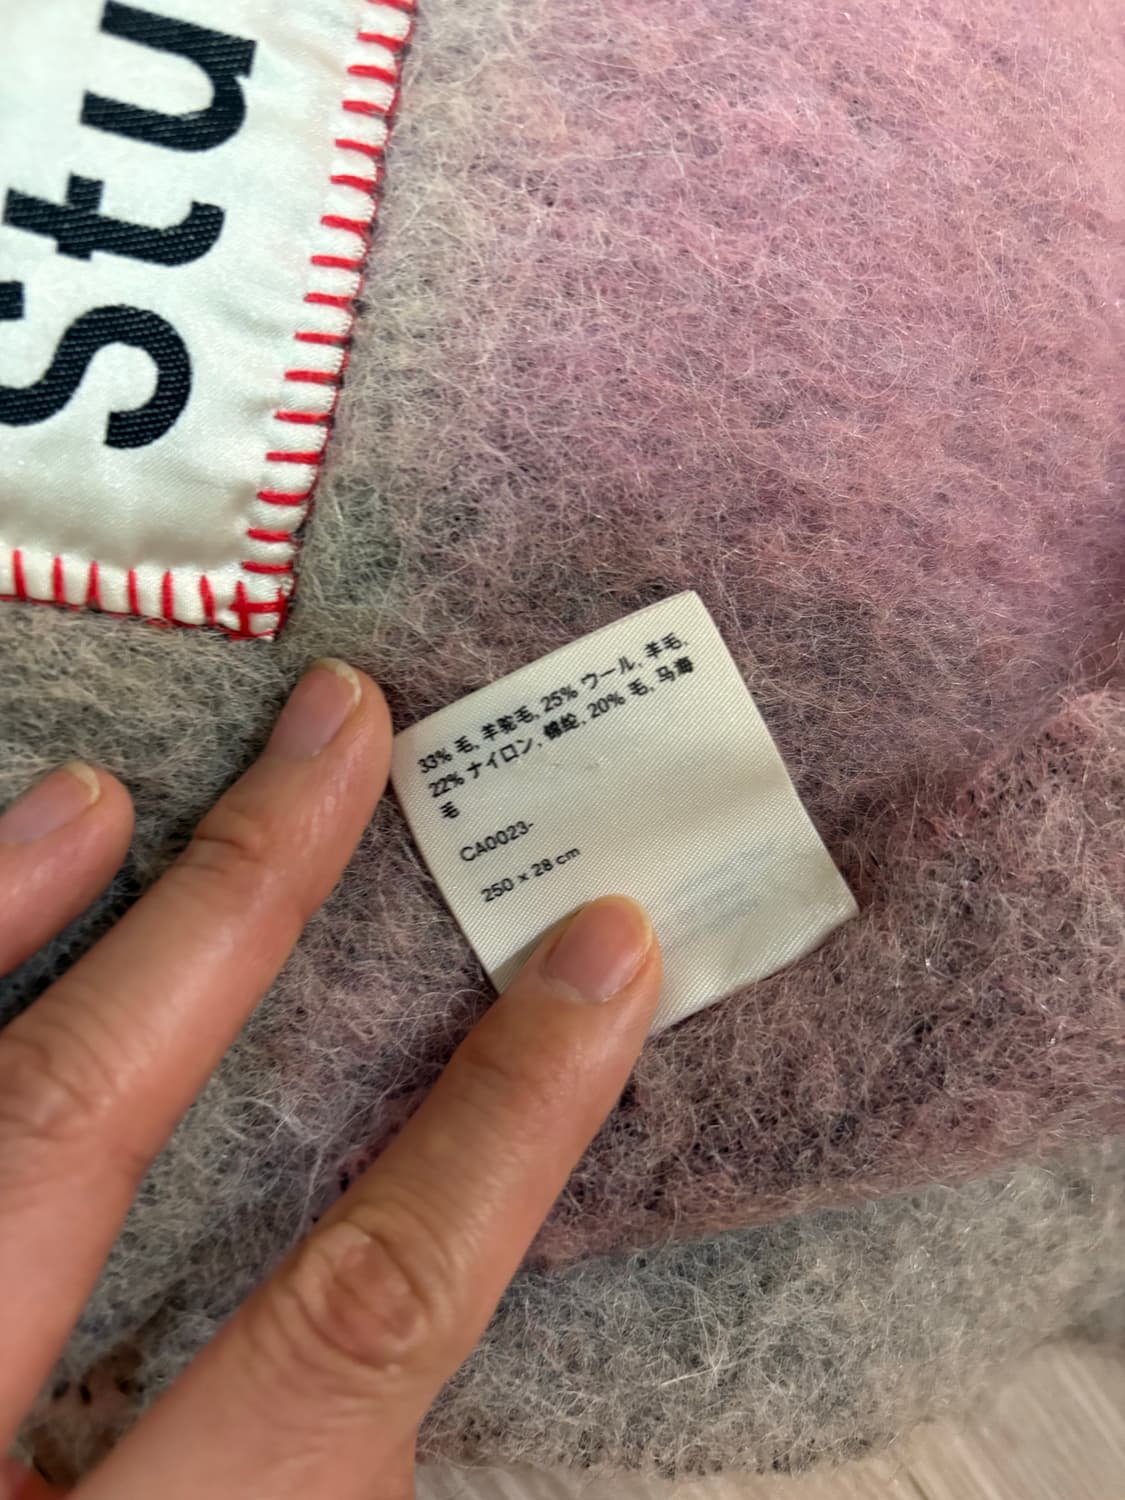 Stu
33% 毛, 羊驼毛, 25% ウール, 羊毛,
22% ナイロン, 锦纶, 20% 毛, 马海
毛
CA0023-
250 × 28 cm